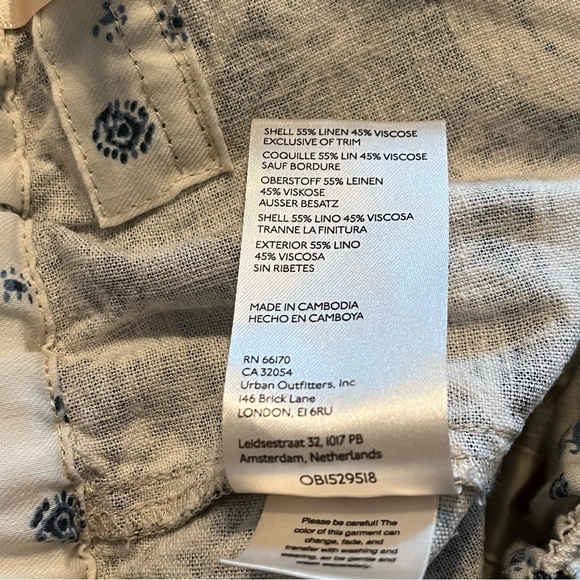 SHELL 55% LINEN 45% VISCOSE
EXCLUSIVE OF TRIM
COQUILLE 55% LIN 45% VISCOSE
SAUF BORDURE
OBERSTOFF 55% LEINEN
45% VISKOSE
AUSSER BESATZ
SHELL 55% LINO 45% VISCOSA
TRANNE LA FINITURA
EXTERIOR 55% LINO
45% VISCOSA
SIN RIBETES
MADE IN CAMBODIA
HECHO EN CAMBOYA
RN 66170
CA 32054
Urban Outfitters, Inc
146 Brick Lane
LONDON, E1 6RU
Leidsestraat 32, 1017 PB
Amsterdam, Netherlands
OB1529518
Please be careful! The
color of this garment can
change, fade, and
transfer with washing and
wearing, so be gentle